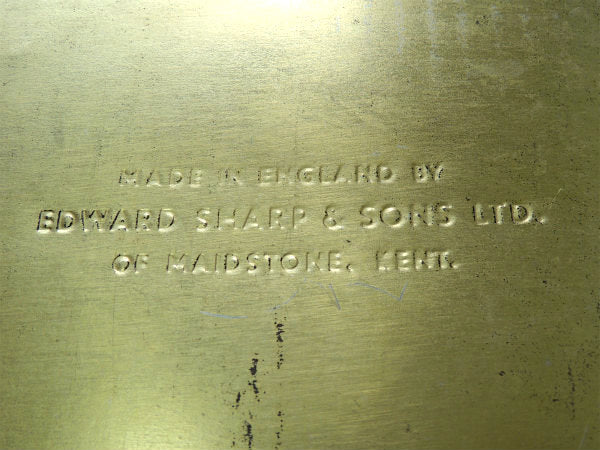 MADE IN ENGLAND BY
EDWARD SHARP & SONS LTD.
OF MAIDSTONE, KENT.